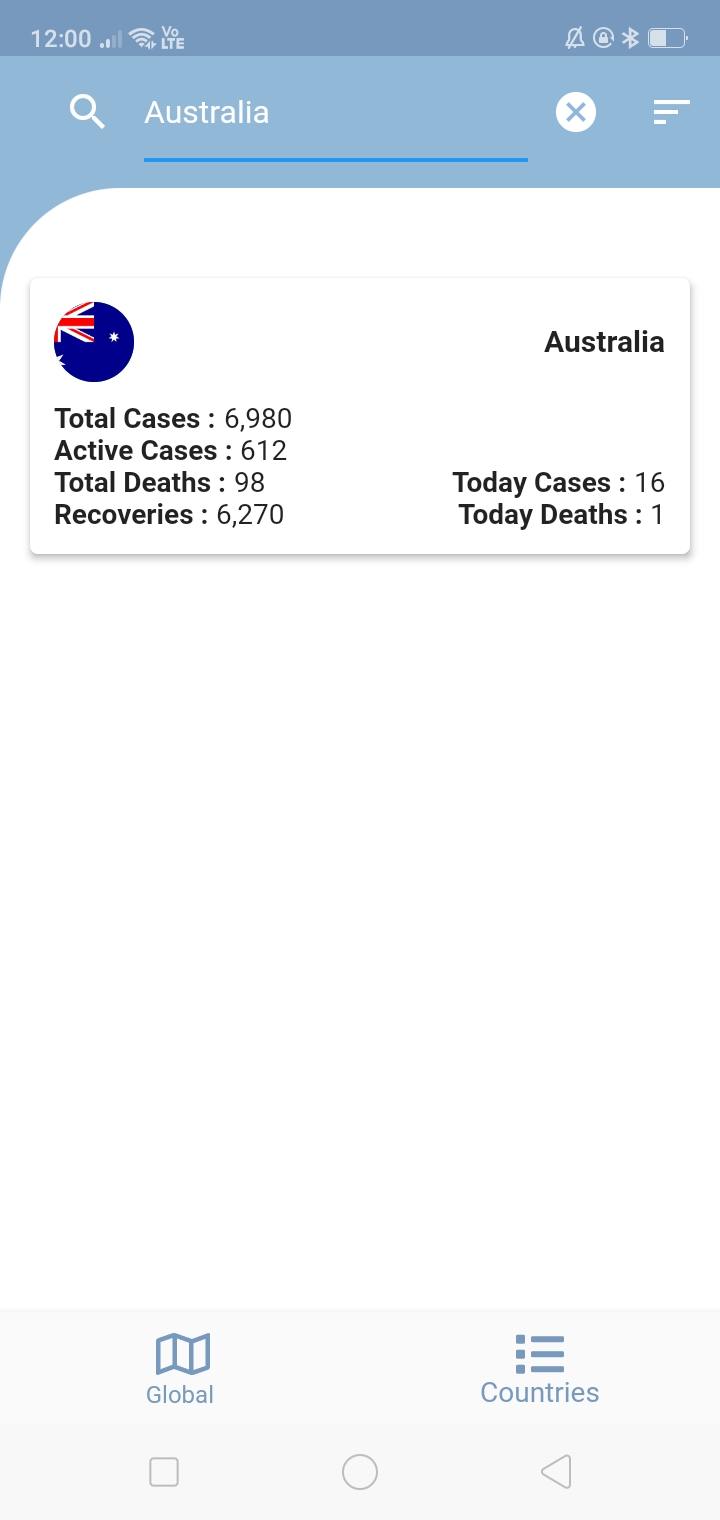 12:00 Vo LTE
Australia
Australia
Total Cases : 6,980
Active Cases : 612
Total Deaths : 98 Today Cases : 16
Recoveries : 6,270 Today Deaths : 1
Global Countries